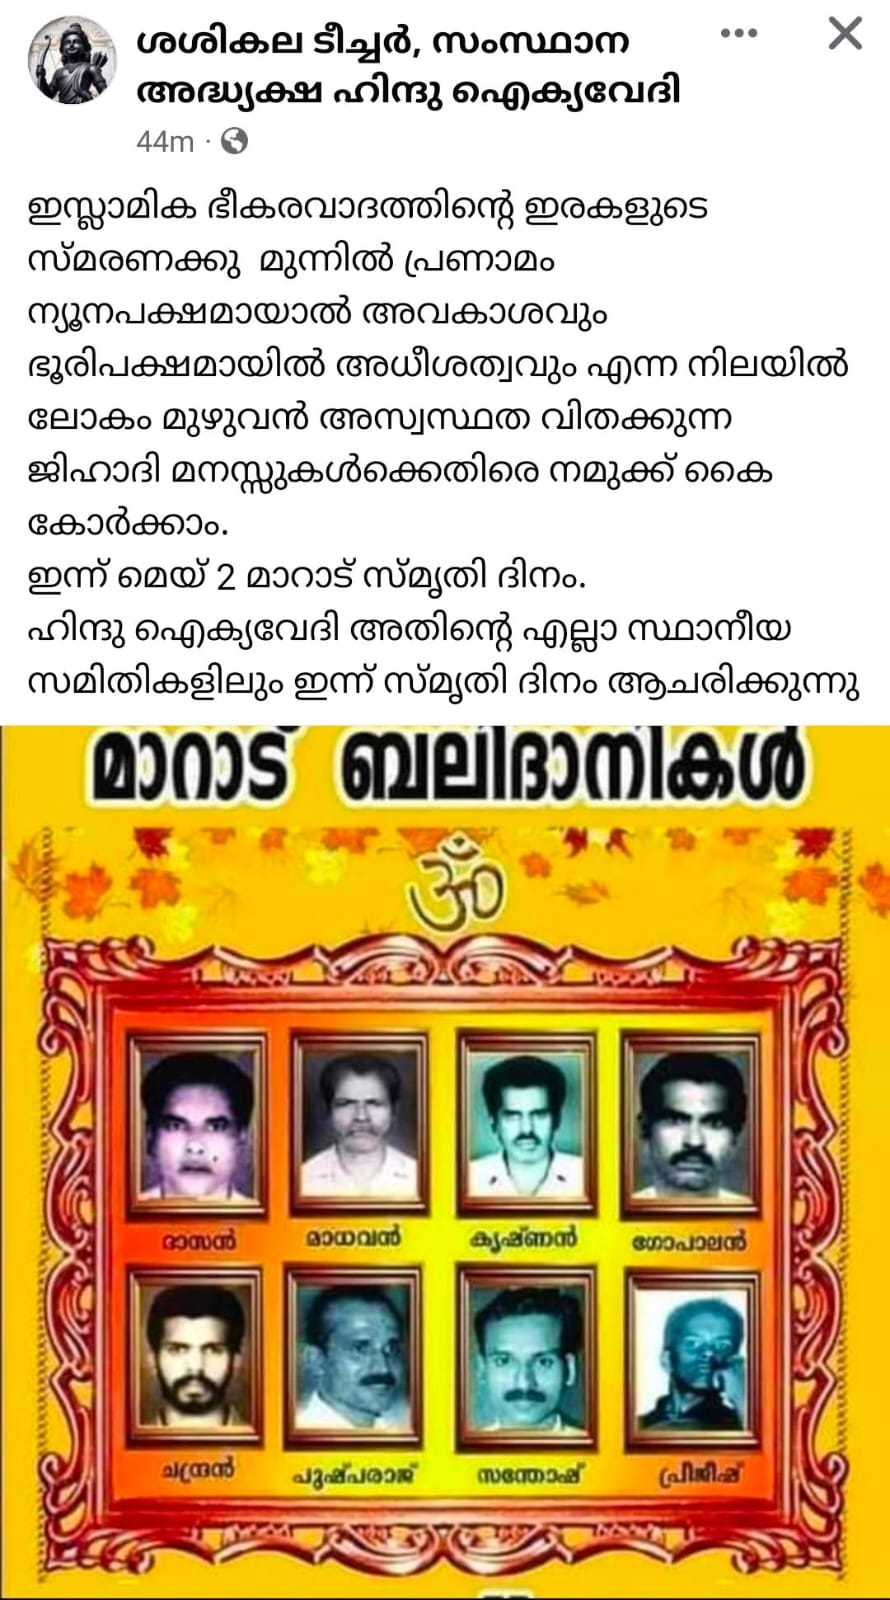 ശശികല ടീച്ചർ, സംസ്ഥാന
അദ്ധ്യക്ഷ ഹിന്ദു ഐക്യവേദി
44m ·
ഇസ്ലാമിക ഭീകരവാദത്തിന്റെ ഇരകളുടെ
സ്മരണക്കു മുന്നിൽ പ്രണാമം
ന്യൂനപക്ഷമായാൽ അവകാശവും
ഭൂരിപക്ഷമായിൽ അധീശത്വവും എന്ന നിലയിൽ
ലോകം മുഴുവൻ അസ്വസ്ഥത വിതക്കുന്ന
ജിഹാദി മനസ്സുകൾക്കെതിരെ നമുക്ക് കൈ
കോർക്കാം.
ഇന്ന് മെയ് 2 മാറാട് സ്മൃതി ദിനം.
ഹിന്ദു ഐക്യവേദി അതിന്റെ എല്ലാ സ്ഥാനീയ
സമിതികളിലും ഇന്ന് സ്മൃതി ദിനം ആചരിക്കുന്നു
മാറാട് ബലിദാനികൾ
ॐ
ദാസൻ മാധവൻ കൃഷ്ണൻ ഗോപാലൻ
ചന്ദ്രൻ പുഷ്പരാജ് സന്തോഷ് പ്രിജീഷ്